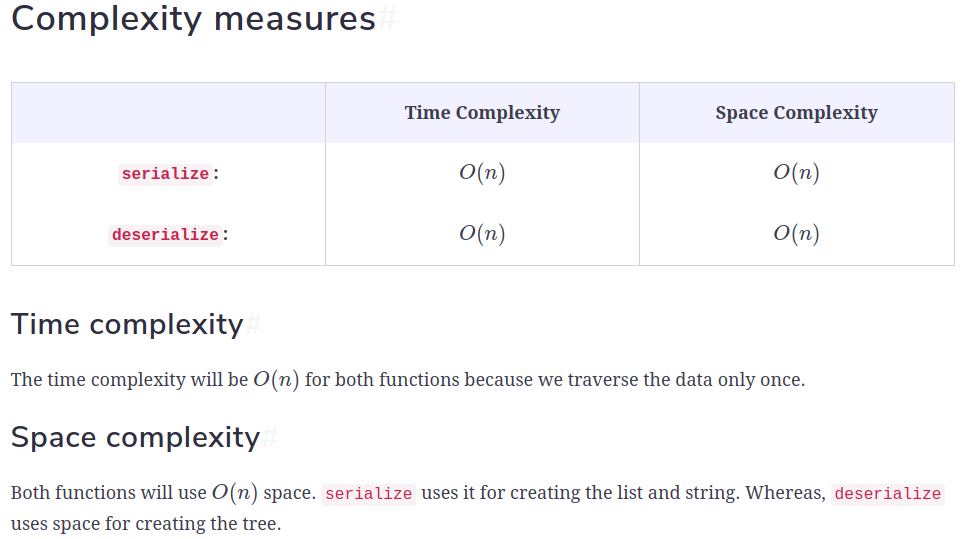 Complexity measures#
Time Complexity Space Complexity
serialize: O(n) O(n)
deserialize: O(n) O(n)
Time complexity#
The time complexity will be O(n) for both functions because we traverse the data only once.
Space complexity#
Both functions will use O(n) space. serialize uses it for creating the list and string. Whereas, deserialize
uses space for creating the tree.